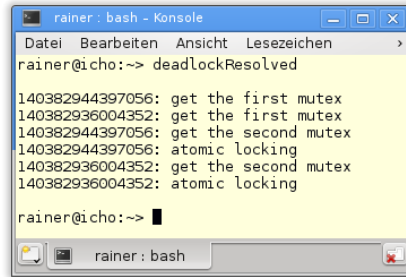 rainer : bash – Konsole
Datei Bearbeiten Ansicht Lesezeichen >
rainer@icho:~> deadlockResolved
140382944397056: get the first mutex
140382936004352: get the first mutex
140382944397056: get the second mutex
140382944397056: atomic locking
140382936004352: get the second mutex
140382936004352: atomic locking
rainer@icho:~>
rainer : bash